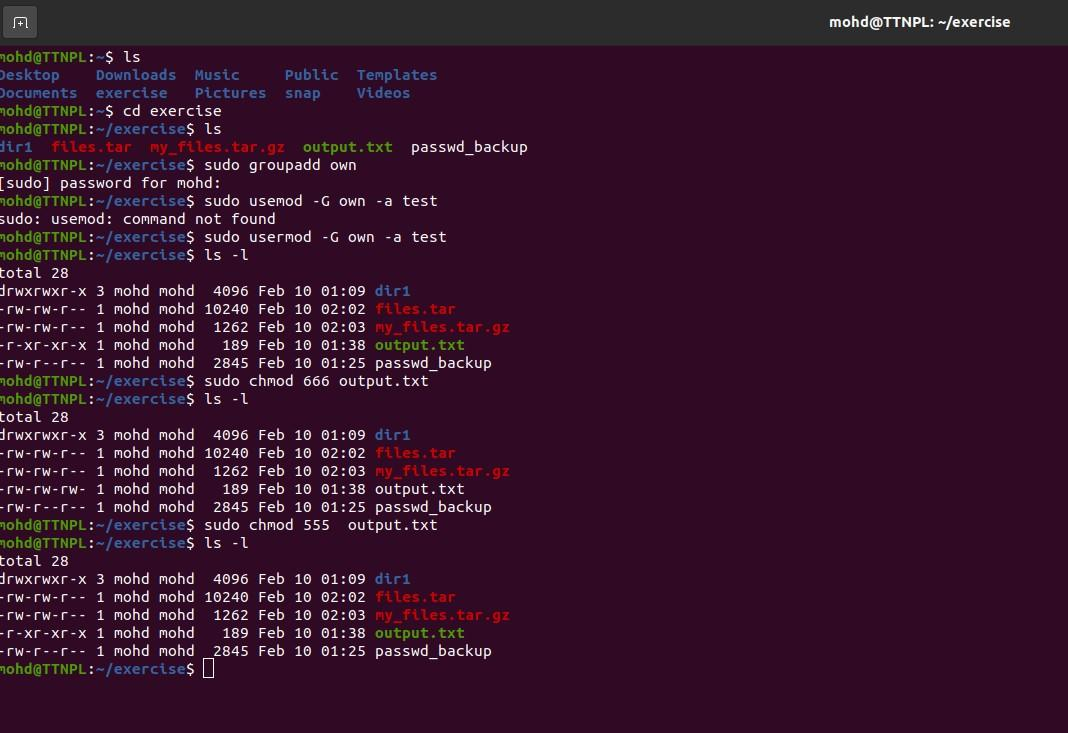 mohd@TTNPL: ~/exercise
mohd@TTNPL:~$ ls
Desktop    Downloads  Music     Public  Templates
Documents  exercise   Pictures  snap    Videos
mohd@TTNPL:~$ cd exercise
mohd@TTNPL:~/exercise$ ls
dir1  files.tar  my_files.tar.gz  output.txt  passwd_backup
mohd@TTNPL:~/exercise$ sudo groupadd own
[sudo] password for mohd:
mohd@TTNPL:~/exercise$ sudo usemod -G own -a test
sudo: usemod: command not found
mohd@TTNPL:~/exercise$ sudo usermod -G own -a test
mohd@TTNPL:~/exercise$ ls -l
total 28
drwxrwxr-x 3 mohd mohd  4096 Feb 10 01:09 dir1
-rw-rw-r-- 1 mohd mohd 10240 Feb 10 02:02 files.tar
-rw-rw-r-- 1 mohd mohd  1262 Feb 10 02:03 my_files.tar.gz
-r-xr-xr-x 1 mohd mohd   189 Feb 10 01:38 output.txt
-rw-r--r-- 1 mohd mohd  2845 Feb 10 01:25 passwd_backup
mohd@TTNPL:~/exercise$ sudo chmod 666 output.txt
mohd@TTNPL:~/exercise$ ls -l
total 28
drwxrwxr-x 3 mohd mohd  4096 Feb 10 01:09 dir1
-rw-rw-r-- 1 mohd mohd 10240 Feb 10 02:02 files.tar
-rw-rw-r-- 1 mohd mohd  1262 Feb 10 02:03 my_files.tar.gz
-rw-rw-rw- 1 mohd mohd   189 Feb 10 01:38 output.txt
-rw-r--r-- 1 mohd mohd  2845 Feb 10 01:25 passwd_backup
mohd@TTNPL:~/exercise$ sudo chmod 555  output.txt
mohd@TTNPL:~/exercise$ ls -l
total 28
drwxrwxr-x 3 mohd mohd  4096 Feb 10 01:09 dir1
-rw-rw-r-- 1 mohd mohd 10240 Feb 10 02:02 files.tar
-rw-rw-r-- 1 mohd mohd  1262 Feb 10 02:03 my_files.tar.gz
-r-xr-xr-x 1 mohd mohd   189 Feb 10 01:38 output.txt
-rw-r--r-- 1 mohd mohd  2845 Feb 10 01:25 passwd_backup
mohd@TTNPL:~/exercise$